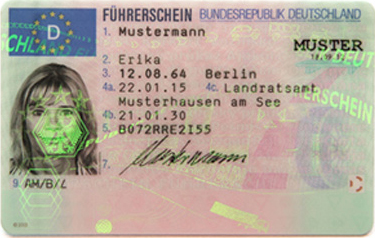 FÜHRERSCHEIN BUNDESREPUBLIK DEUTSCHLAND
D
1. Mustermann
MUSTER
2. Erika
3. 12.08.64 Berlin
4a. 22.01.15 4c. Landratsamt
Musterhausen am See
4b. 21.01.30
5. B072RRE2I55
7. Mustermann
9. AM/B/L